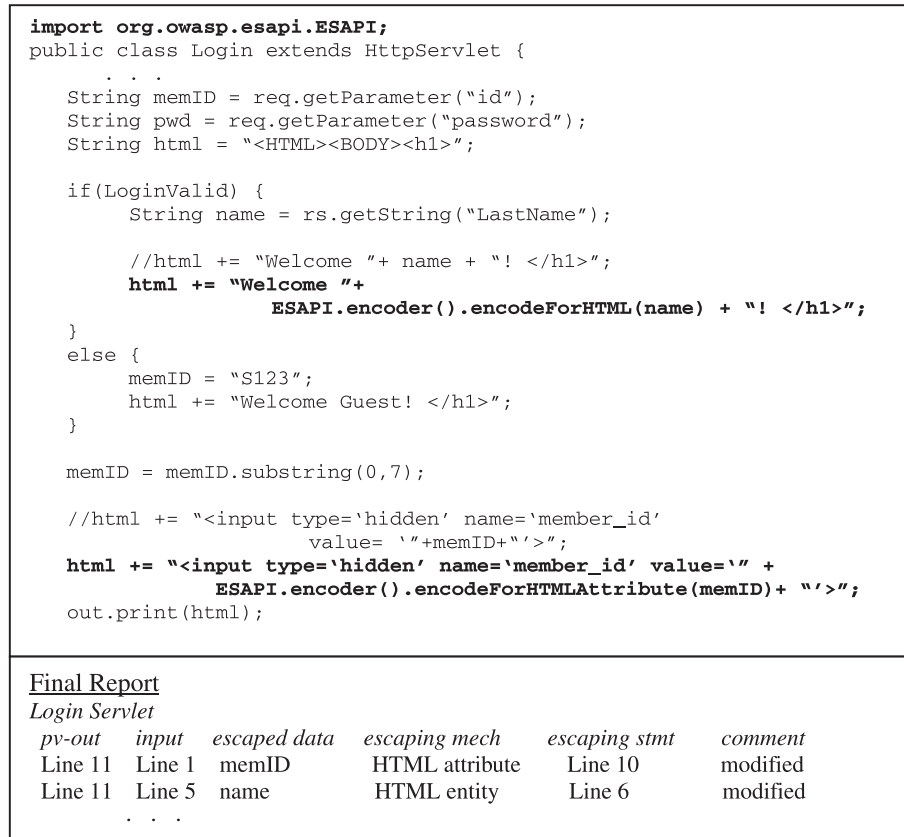 import org.owasp.esapi.ESAPI;
public class Login extends HttpServlet {
. . .
String memID = req.getParameter(“id”);
String pwd = req.getParameter(“password”);
String html = “<HTML><BODY><h1>”;
if(LoginValid) {
String name = rs.getString(“LastName”);
//html += “Welcome ”+ name + “! </h1>”;
html += “Welcome ”+
ESAPI.encoder().encodeForHTML(name) + “! </h1>”;
}
else {
memID = “S123”;
html += “Welcome Guest! </h1>”;
}
memID = memID.substring(0,7);
//html += “<input type=‘hidden’ name=‘member_id’
value= ‘”+memID+“’>”;
html += “<input type=‘hidden’ name=‘member_id’ value=‘” +
ESAPI.encoder().encodeForHTMLAttribute(memID)+ “’>”;
out.print(html);
Final Report
Login Servlet
pv-out input escaped data escaping mech escaping stmt comment
Line 11 Line 1 memID HTML attribute Line 10 modified
Line 11 Line 5 name HTML entity Line 6 modified
. . .